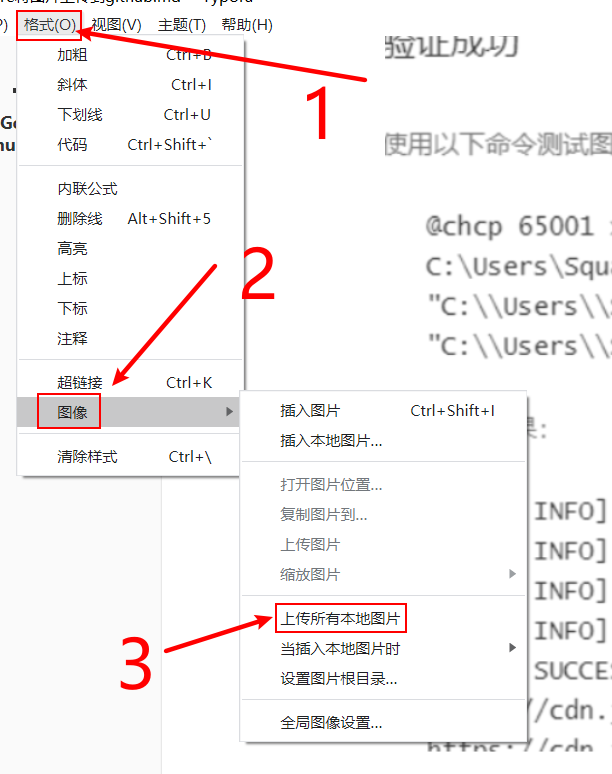 格式(O) 视图(V) 主题(T) 帮助(H)
加粗 Ctrl+B
斜体 Ctrl+I
下划线 Ctrl+U
代码 Ctrl+Shift+`
内联公式
删除线 Alt+Shift+5
高亮
上标
下标
注释
超链接 Ctrl+K
图像
清除样式 Ctrl+\
插入图片 Ctrl+Shift+I
插入本地图片...
打开图片位置...
复制图片到...
上传图片
缩放图片
上传所有本地图片
当插入本地图片时
设置图片根目录...
全局图像设置...
1
2
3
验证成功
使用以下命令测试图
@chcp 65001
C:\Users\Squa
"C:\\Users\\S
"C:\\Users\\S
果:
INFO]
INFO]
INFO]
INFO]
SUCCES
//cdn.j
https://cdn.j